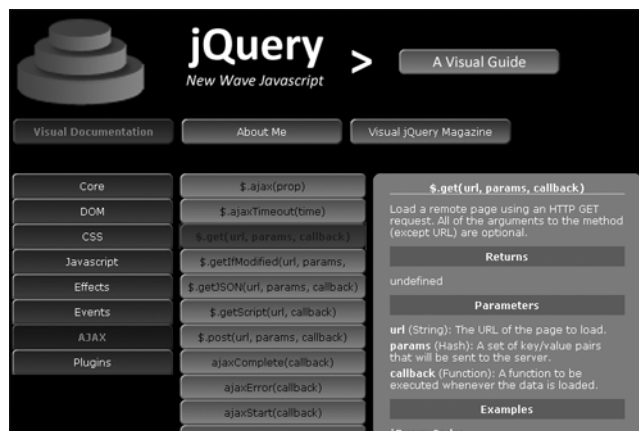 jQuery
New Wave Javascript
>
A Visual Guide
Visual Documentation
About Me
Visual jQuery Magazine
Core
DOM
CSS
Javascript
Effects
Events
AJAX
Plugins
$.ajax(prop)
$.ajaxTimeout(time)
$.get(url, params, callback)
$.getIfModified(url, params,
$.getJSON(url, params, callback)
$.getScript(url, callback)
$.post(url, params, callback)
ajaxComplete(callback)
ajaxError(callback)
ajaxStart(callback)
$.get(url, params, callback)
Load a remote page using an HTTP GET
request. All of the arguments to the method
(except URL) are optional.
Returns
undefined
Parameters
url (String): The URL of the page to load.
params (Hash): A set of key/value pairs
that will be sent to the server.
callback (Function): A function to be
executed whenever the data is loaded.
Examples